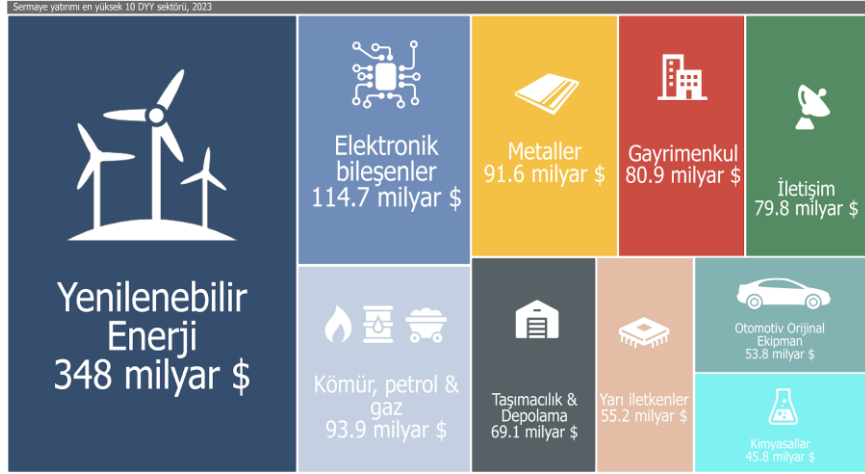 Sermaye yatırımı en yüksek 10 DYY sektörü, 2023
Yenilenebilir
Enerji
348 milyar $
Elektronik
bileşenler
114.7 milyar $
Metaller
91.6 milyar $
Gayrimenkul
80.9 milyar $
İletişim
79.8 milyar $
Kömür, petrol &
gaz
93.9 milyar $
Taşımacılık &
Depolama
69.1 milyar $
Yarı iletkenler
55.2 milyar $
Otomotiv Orijinal
Ekipman
53.8 milyar $
Kimyasallar
45.8 milyar $